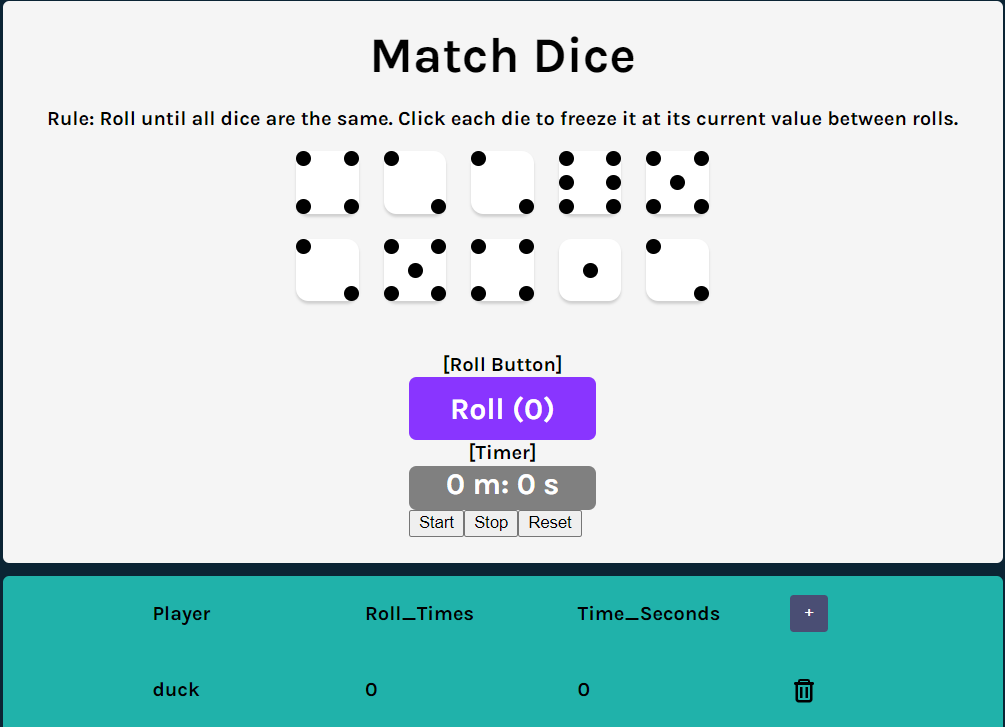 Match Dice
Rule: Roll until all dice are the same. Click each die to freeze it at its current value between rolls.
[Roll Button]
Roll (0)
[Timer]
0 m: 0 s
Start Stop Reset
Player Roll_Times Time_Seconds +
duck 0 0